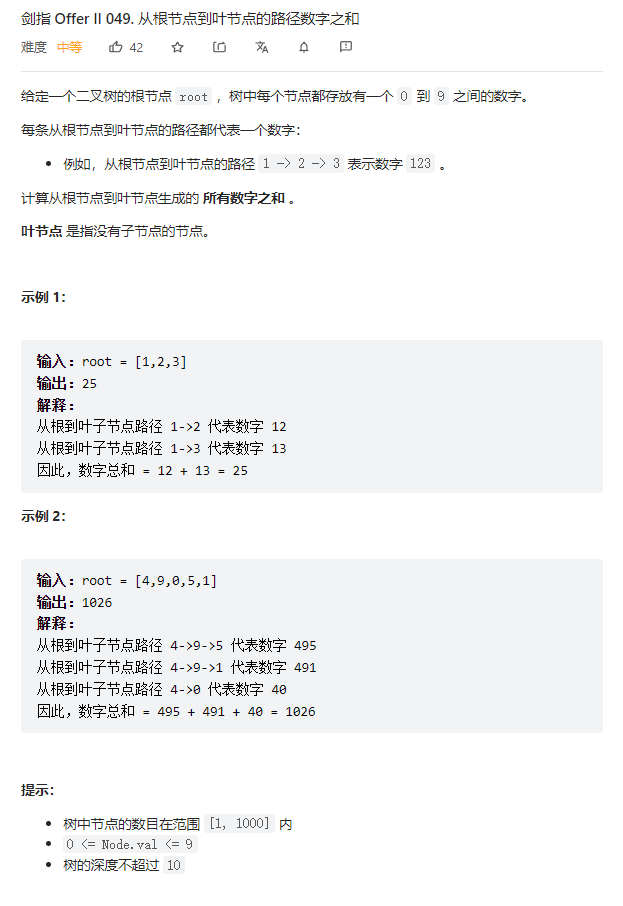 剑指 Offer II 049. 从根节点到叶节点的路径数字之和
难度 中等 42
给定一个二叉树的根节点 root ，树中每个节点都存放有一个 0 到 9 之间的数字。
每条从根节点到叶节点的路径都代表一个数字：
• 例如，从根节点到叶节点的路径 1 -> 2 -> 3 表示数字 123 。
计算从根节点到叶节点生成的 所有数字之和 。
叶节点 是指没有子节点的节点。
示例 1：
输入：root = [1,2,3]
输出：25
解释：
从根到叶子节点路径 1->2 代表数字 12
从根到叶子节点路径 1->3 代表数字 13
因此，数字总和 = 12 + 13 = 25
示例 2：
输入：root = [4,9,0,5,1]
输出：1026
解释：
从根到叶子节点路径 4->9->5 代表数字 495
从根到叶子节点路径 4->9->1 代表数字 491
从根到叶子节点路径 4->0 代表数字 40
因此，数字总和 = 495 + 491 + 40 = 1026
提示：
• 树中节点的数目在范围 [1, 1000] 内
• 0 <= Node.val <= 9
• 树的深度不超过 10